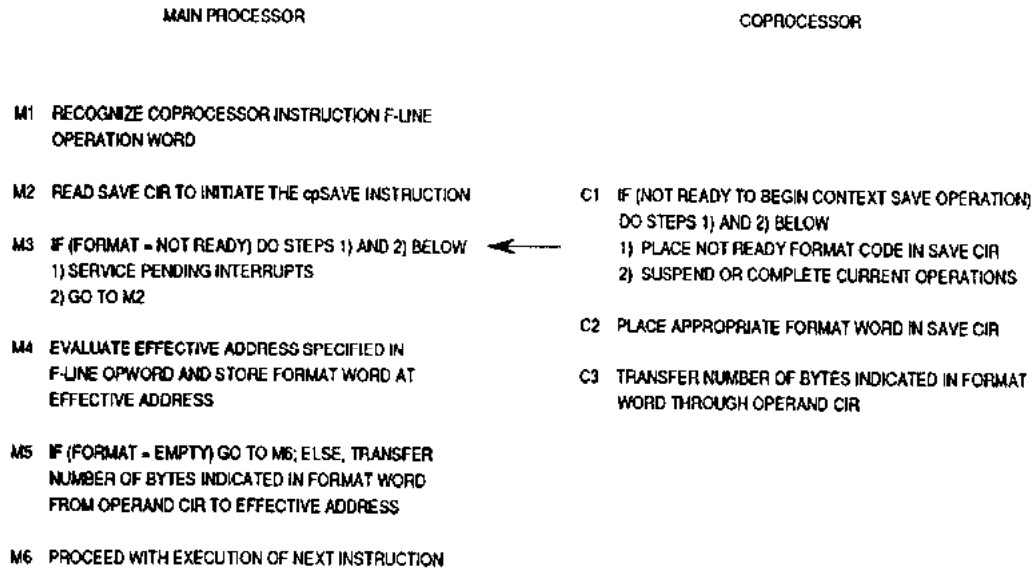 MAIN PROCESSOR
COPROCESSOR
M1 RECOGNIZE COPROCESSOR INSTRUCTION F-LINE
OPERATION WORD
M2 READ SAVE CIR TO INITIATE THE cpSAVE INSTRUCTION
M3 IF (FORMAT = NOT READY) DO STEPS 1) AND 2) BELOW
1) SERVICE PENDING INTERRUPTS
2) GO TO M2
M4 EVALUATE EFFECTIVE ADDRESS SPECIFIED IN
F-LINE OPWORD AND STORE FORMAT WORD AT
EFFECTIVE ADDRESS
M5 IF (FORMAT = EMPTY) GO TO M6; ELSE, TRANSFER
NUMBER OF BYTES INDICATED IN FORMAT WORD
FROM OPERAND CIR TO EFFECTIVE ADDRESS
M6 PROCEED WITH EXECUTION OF NEXT INSTRUCTION
C1 IF (NOT READY TO BEGIN CONTEXT SAVE OPERATION)
DO STEPS 1) AND 2) BELOW
1) PLACE NOT READY FORMAT CODE IN SAVE CIR
2) SUSPEND OR COMPLETE CURRENT OPERATIONS
C2 PLACE APPROPRIATE FORMAT WORD IN SAVE CIR
C3 TRANSFER NUMBER OF BYTES INDICATED IN FORMAT
WORD THROUGH OPERAND CIR